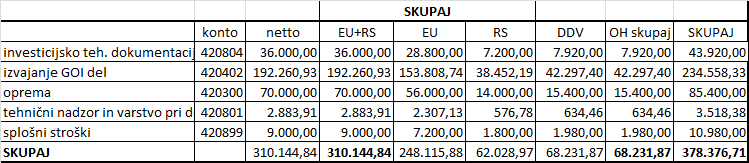 SKUPAJ
konto netto EU+RS EU RS DDV OH skupaj SKUPAJ
investicijsko teh. dokumentacij 420804 36.000,00 36.000,00 28.800,00 7.200,00 7.920,00 7.920,00 43.920,00
izvajanje GOI del 420402 192.260,93 192.260,93 153.808,74 38.452,19 42.297,40 42.297,40 234.558,33
oprema 420300 70.000,00 70.000,00 56.000,00 14.000,00 15.400,00 15.400,00 85.400,00
tehnični nadzor in varstvo pri d 420801 2.883,91 2.883,91 2.307,13 576,78 634,46 634,46 3.518,38
splošni stroški 420899 9.000,00 9.000,00 7.200,00 1.800,00 1.980,00 1.980,00 10.980,00
SKUPAJ 310.144,84 310.144,84 248.115,88 62.028,97 68.231,87 68.231,87 378.376,71